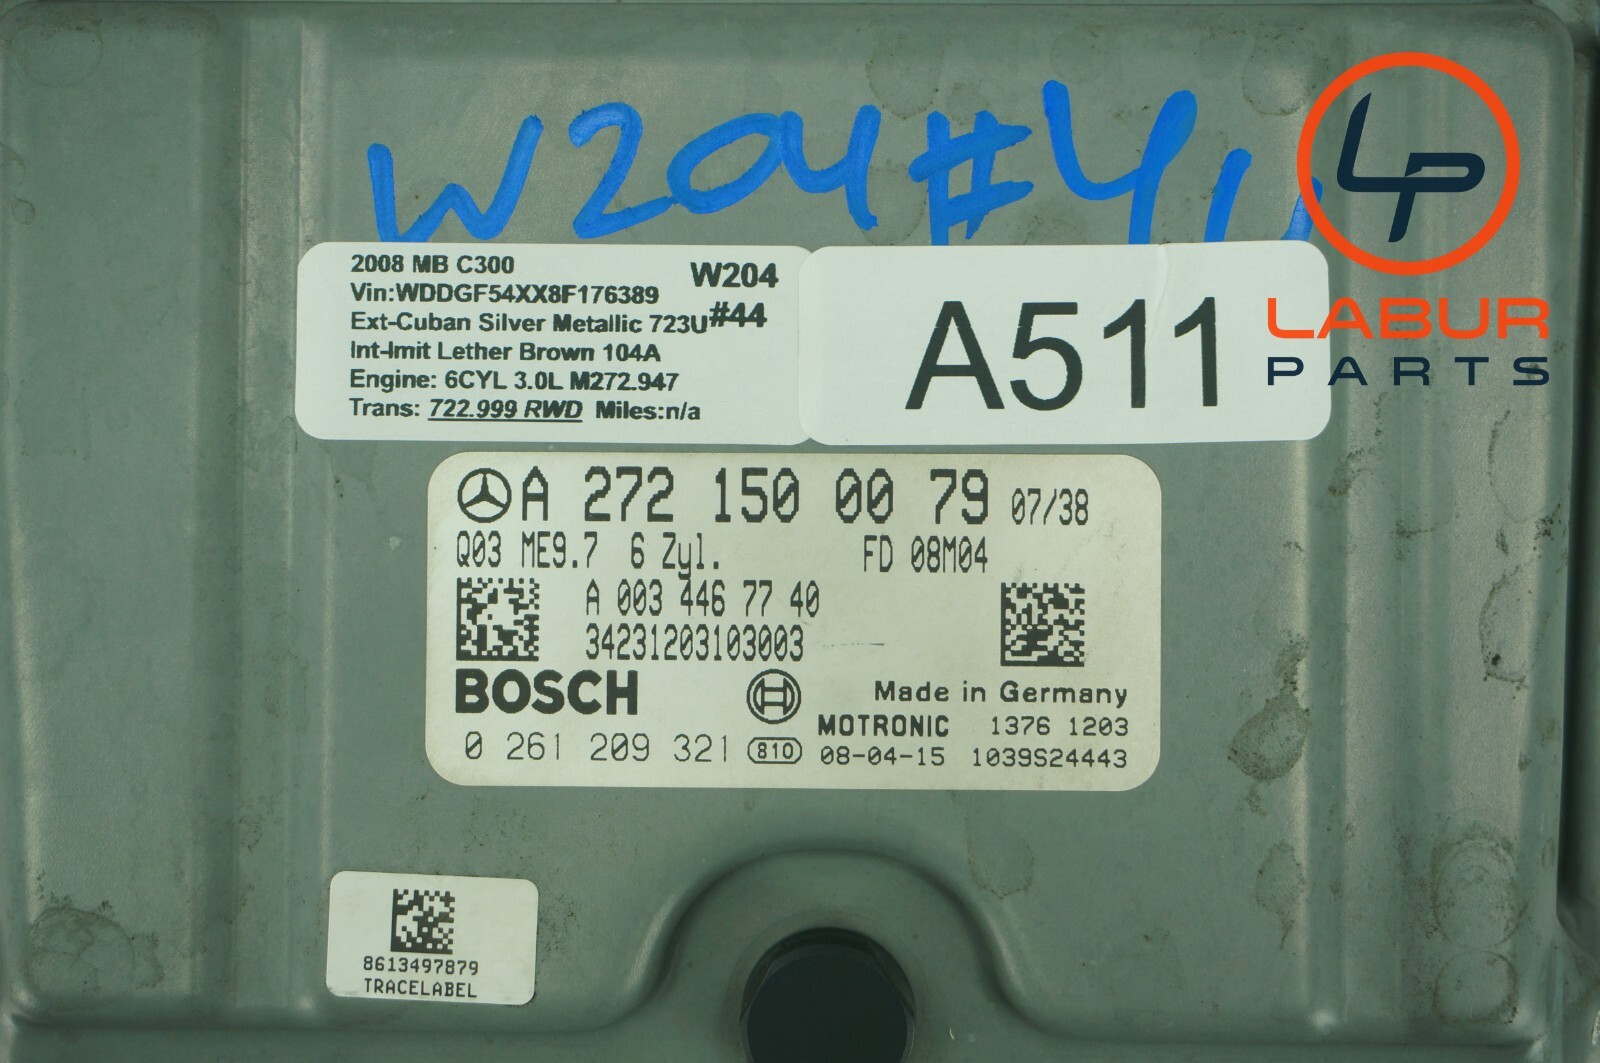 W204#44
LP
LABUR
PARTS
2008 MB C300 W204
Vin:WDDGF54XX8F176389
Ext-Cuban Silver Metallic 723U #44
Int-Imit Lether Brown 104A
Engine: 6CYL 3.0L M272.947
Trans: 722.999 RWD Miles:n/a
A511
A 272 150 00 79 07/38
Q03 ME9.7 6 Zyl. FD 08M04
A 003 446 77 40
34231203103003
BOSCH
Made in Germany
MOTRONIC 1376 1203
0 261 209 321 810 08-04-15 1039S24443
8613497879
TRACELABEL